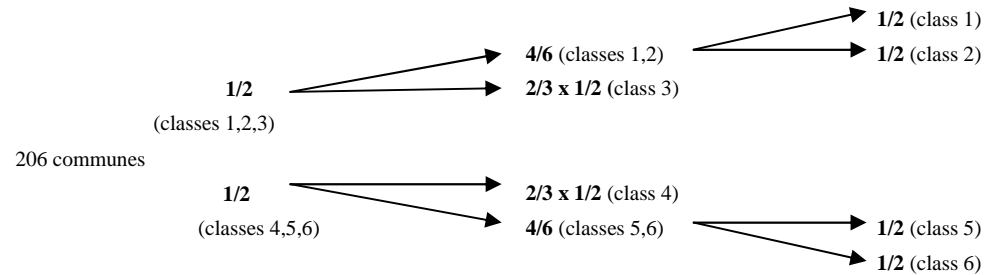 1/2 (class 1)
4/6 (classes 1,2)
1/2 (class 2)
1/2
2/3 x 1/2 (class 3)
(classes 1,2,3)
206 communes
1/2
2/3 x 1/2 (class 4)
(classes 4,5,6)
4/6 (classes 5,6)
1/2 (class 5)
1/2 (class 6)